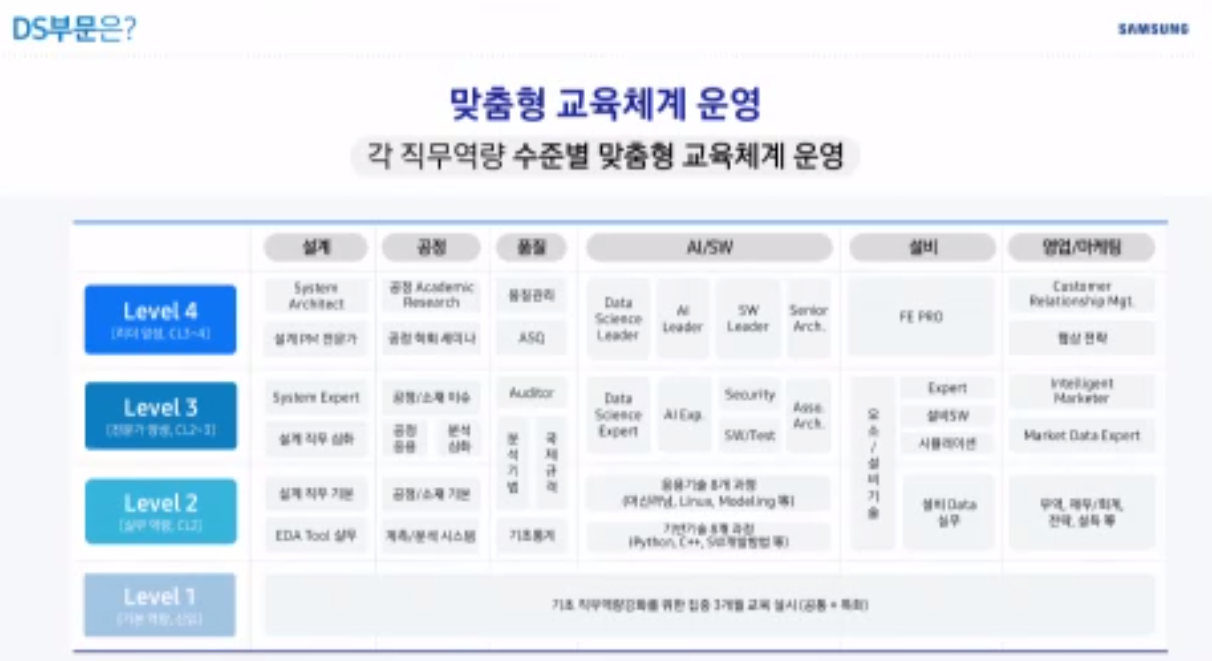 DS부문은?
SAMSUNG
맞춤형 교육체계 운영
각 직무역량 수준별 맞춤형 교육체계 운영
설계
공정
품질
AI/SW
설비
영업/마케팅
Level 4
[리더 양성, CL3~4]
System
Architect
설계 PM 전문가
공정 Academic
Research
공정 학회 세미나
품질관리
ASQ
Data
Science
Leader
AI
Leader
SW
Leader
Senior
Arch.
FE PRO
Customer
Relationship Mgt.
협상 전략
Level 3
[전문가 양성, CL2~3]
System Expert
설계 직무 심화
공정/소재 이슈
공정
응용
분석
심화
Auditor
분석기법
국제규격
Data
Science
Expert
AI Exp.
Security
SW/Test
Asso.
Arch.
요소/설비기술
Expert
설비SW
시뮬레이션
Intelligent
Marketer
Market Data Expert
Level 2
[실무 역량, CL2]
설계 직무 기본
EDA Tool 실무
공정/소재 기본
계측/분석 시스템
기초통계
응용기술 8개 과정
(머신러닝, Linux, Modeling 等)
기반기술 8개 과정
(Python, C++, SW개발방법 等)
설비 Data
실무
무역, 재무/회계,
전략, 설득 等
Level 1
[기본 역량, 신입]
기초 직무역량강화를 위한 집중 3개월 교육 실시 (공통 + 특화)